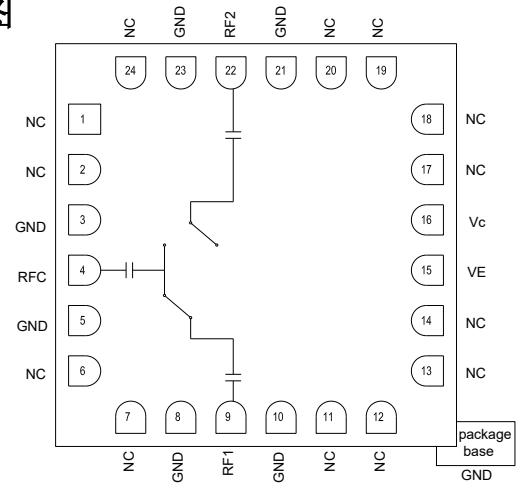 图
NC GND RF2 GND NC NC
24 23 22 21 20 19
NC 1 18 NC
NC 2 17 NC
GND 3 16 Vc
RFC 4 15 VE
GND 5 14 NC
NC 6 13 NC
7 8 9 10 11 12
NC GND RF1 GND NC NC
package
base
GND